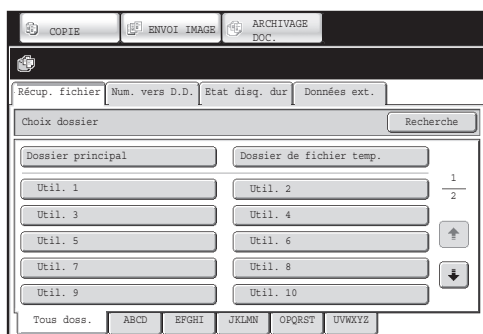 COPIE
ENVOI IMAGE
ARCHIVAGE
DOC.
Récup. fichier
Num. vers D.D.
Etat disq. dur
Données ext.
Choix dossier
Recherche
Dossier principal
Dossier de fichier temp.
Util. 1
Util. 2
1
2
Util. 3
Util. 4
Util. 5
Util. 6
Util. 7
Util. 8
Util. 9
Util. 10
Tous doss.
ABCD
EFGHI
JKLMN
OPQRST
UVWXYZ